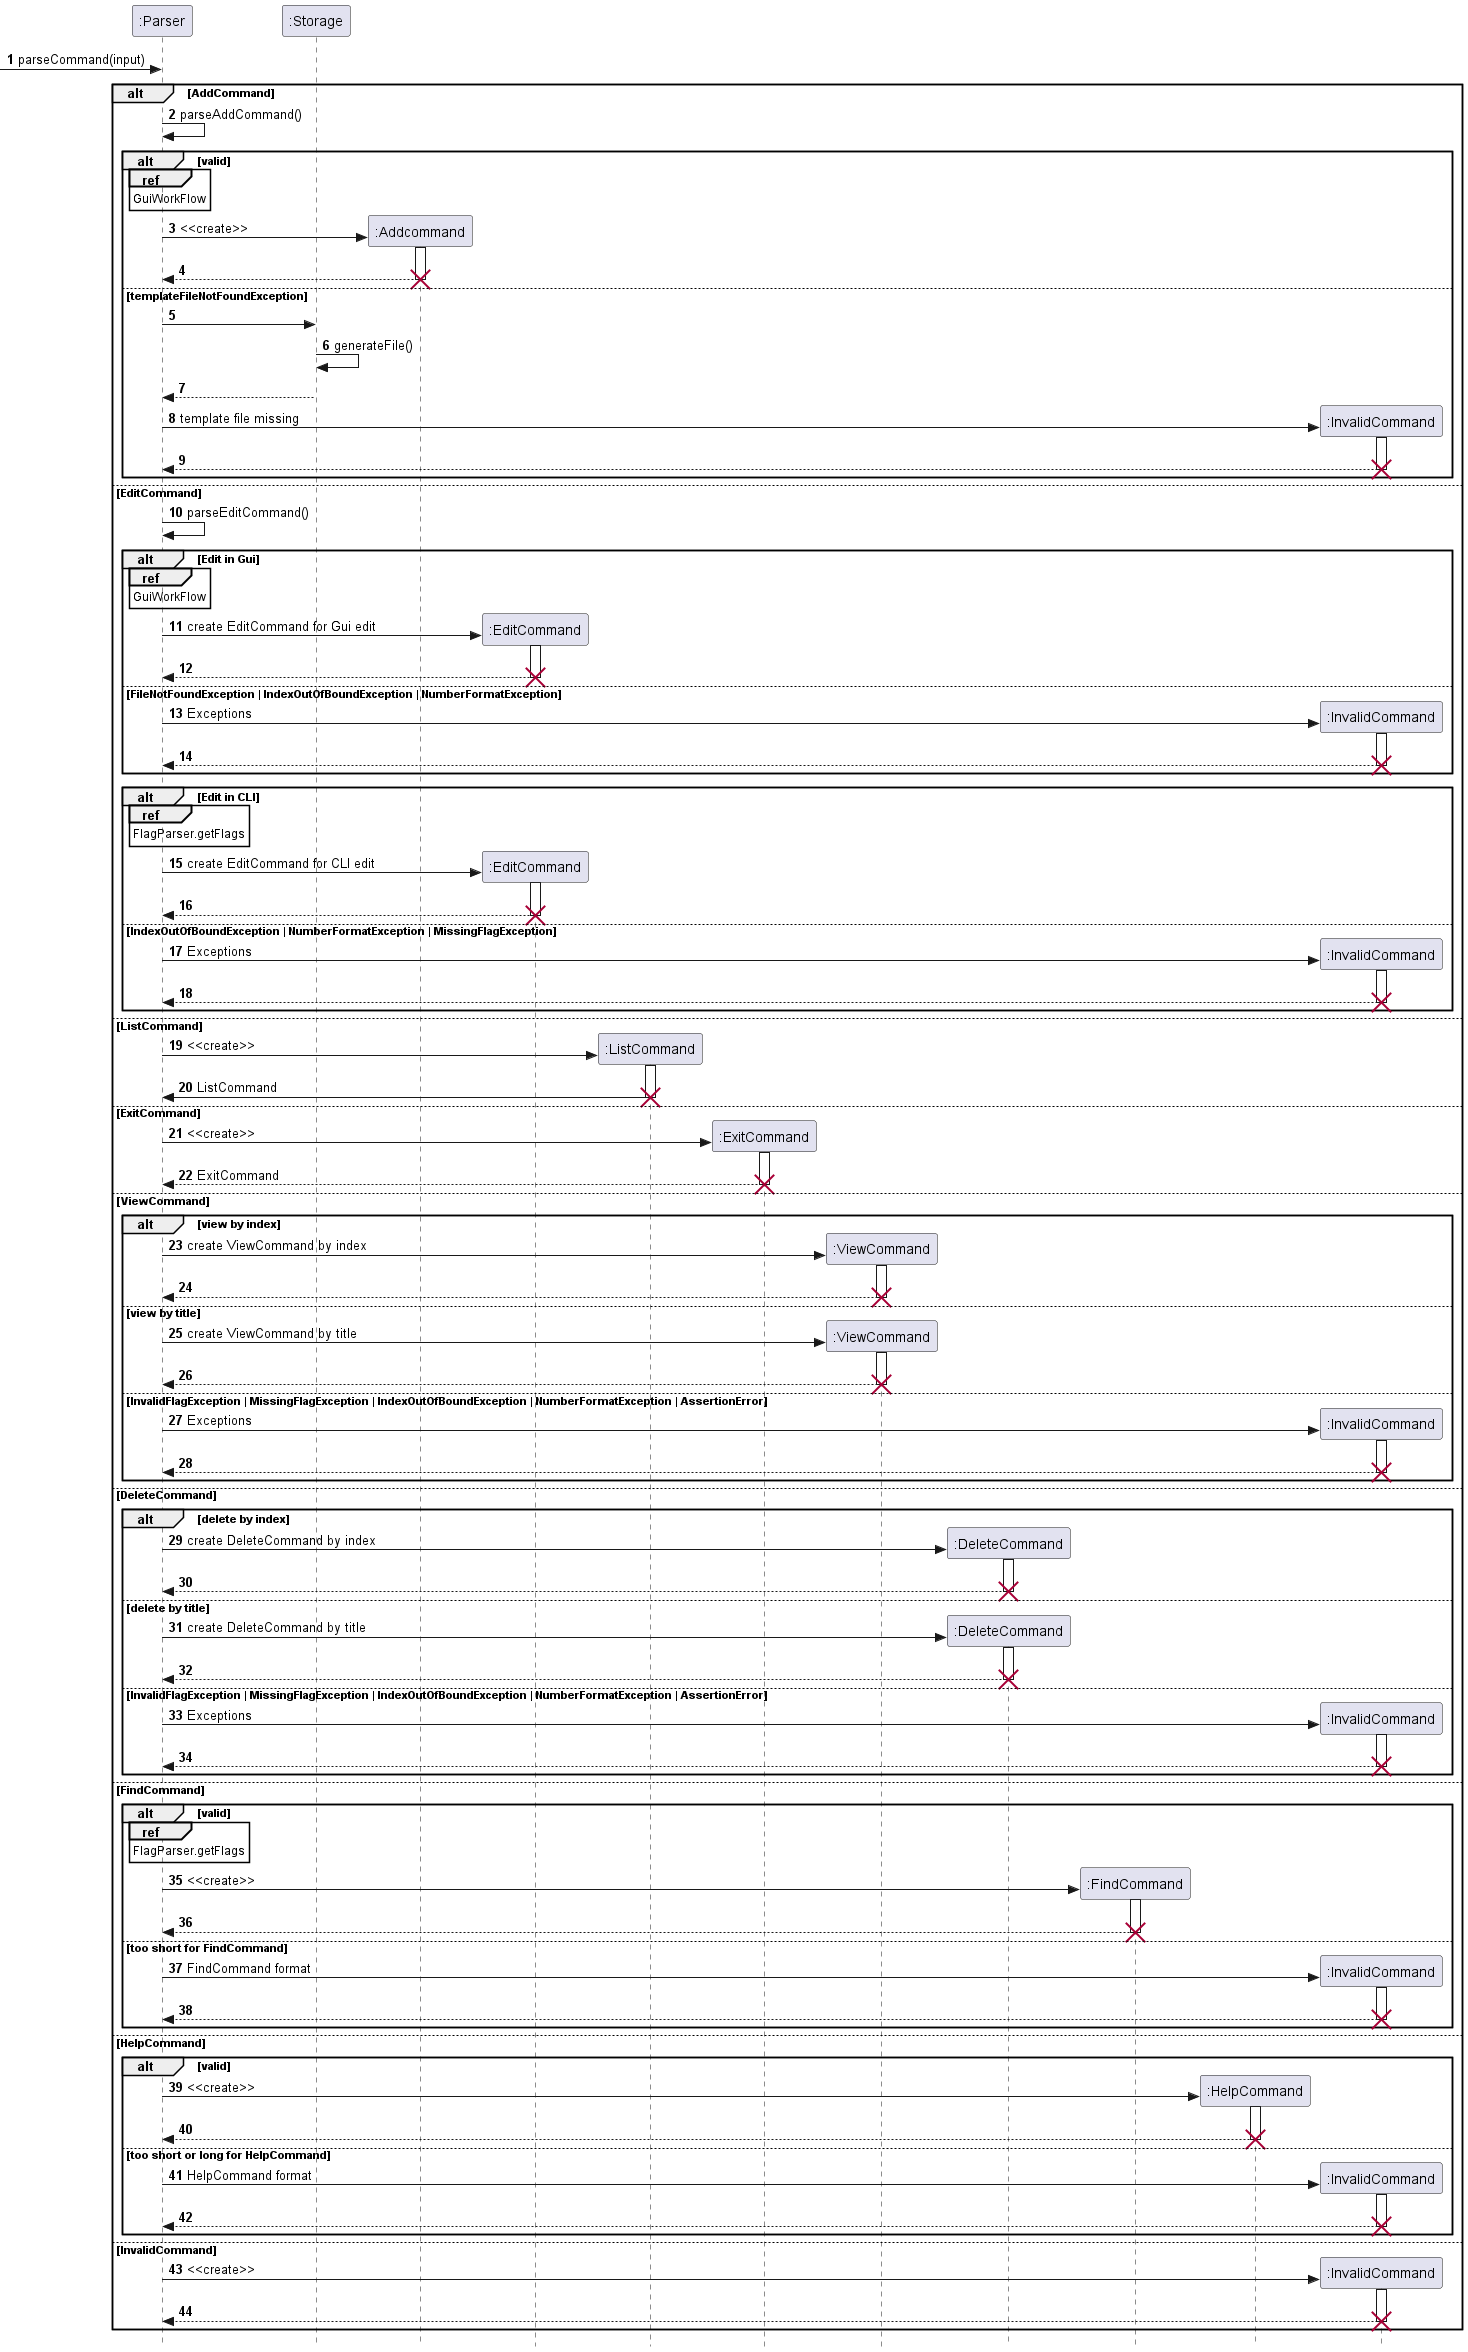 :Parser
:Storage
1 parseCommand(input)
alt [AddCommand]
2 parseAddCommand()
alt [valid]
ref
GuiWorkFlow
3 <<create>>
:Addcommand
4
[templateFileNotFoundException]
5
6 generateFile()
7
8 template file missing
:InvalidCommand
9
[EditCommand]
10 parseEditCommand()
alt [Edit in Gui]
ref
GuiWorkFlow
11 create EditCommand for Gui edit
:EditCommand
12
[FileNotFoundException | IndexOutOfBoundException | NumberFormatException]
13 Exceptions
:InvalidCommand
14
alt [Edit in CLI]
ref
FlagParser.getFlags
15 create EditCommand for CLI edit
:EditCommand
16
[IndexOutOfBoundException | NumberFormatException | MissingFlagException]
17 Exceptions
:InvalidCommand
18
[ListCommand]
19 <<create>>
:ListCommand
20 ListCommand
[ExitCommand]
21 <<create>>
:ExitCommand
22 ExitCommand
[ViewCommand]
alt [view by index]
23 create ViewCommand by index
:ViewCommand
24
[view by title]
25 create ViewCommand by title
:ViewCommand
26
[InvalidFlagException | MissingFlagException | IndexOutOfBoundException | NumberFormatException | AssertionError]
27 Exceptions
:InvalidCommand
28
[DeleteCommand]
alt [delete by index]
29 create DeleteCommand by index
:DeleteCommand
30
[delete by title]
31 create DeleteCommand by title
:DeleteCommand
32
[InvalidFlagException | MissingFlagException | IndexOutOfBoundException | NumberFormatException | AssertionError]
33 Exceptions
:InvalidCommand
34
[FindCommand]
alt [valid]
ref
FlagParser.getFlags
35 <<create>>
:FindCommand
36
[too short for FindCommand]
37 FindCommand format
:InvalidCommand
38
[HelpCommand]
alt [valid]
39 <<create>>
:HelpCommand
40
[too short or long for HelpCommand]
41 HelpCommand format
:InvalidCommand
42
[InvalidCommand]
43 <<create>>
:InvalidCommand
44